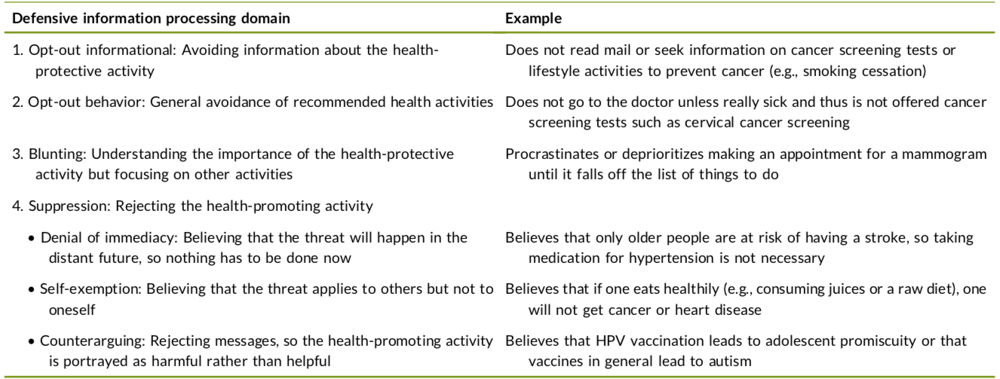 Defensive information processing domain Example
1. Opt-out informational: Avoiding information about the health-
protective activity
Does not read mail or seek information on cancer screening tests or
lifestyle activities to prevent cancer (e.g., smoking cessation)
2. Opt-out behavior: General avoidance of recommended health activities
Does not go to the doctor unless really sick and thus is not offered cancer
screening tests such as cervical cancer screening
3. Blunting: Understanding the importance of the health-protective
activity but focusing on other activities
Procrastinates or deprioritizes making an appointment for a mammogram
until it falls off the list of things to do
4. Suppression: Rejecting the health-promoting activity
• Denial of immediacy: Believing that the threat will happen in the
distant future, so nothing has to be done now
Believes that only older people are at risk of having a stroke, so taking
medication for hypertension is not necessary
• Self-exemption: Believing that the threat applies to others but not to
oneself
Believes that if one eats healthily (e.g., consuming juices or a raw diet), one
will not get cancer or heart disease
• Counterarguing: Rejecting messages, so the health-promoting activity
is portrayed as harmful rather than helpful
Believes that HPV vaccination leads to adolescent promiscuity or that
vaccines in general lead to autism